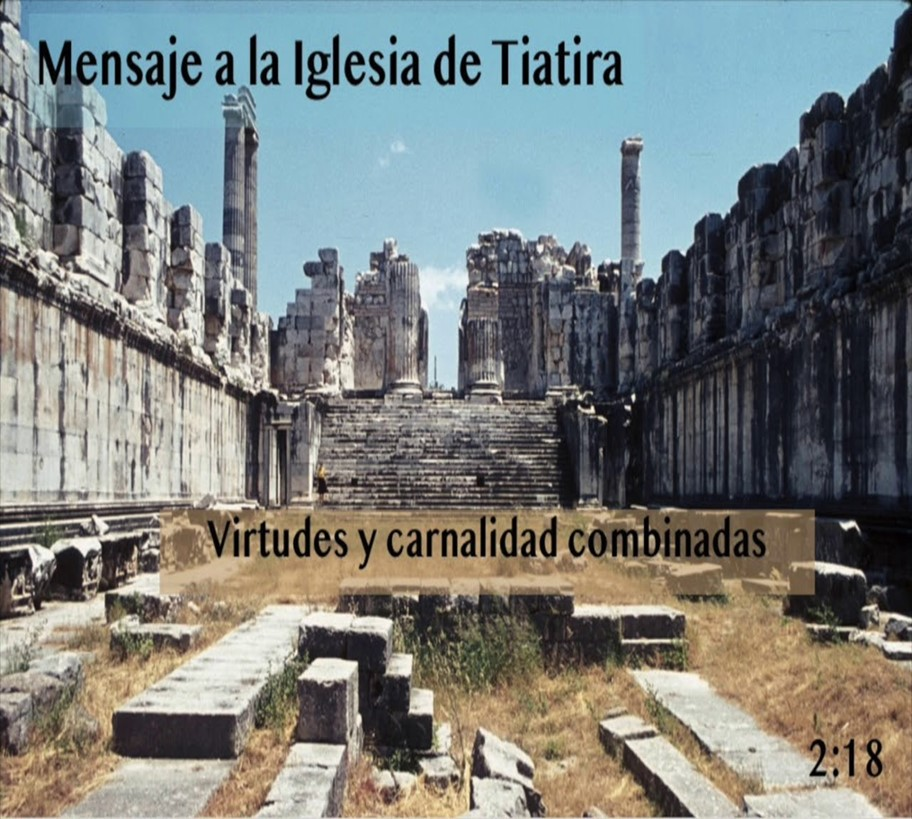 Mensaje a la Iglesia de Tiatira
Virtudes y carnalidad combinadas
2:18